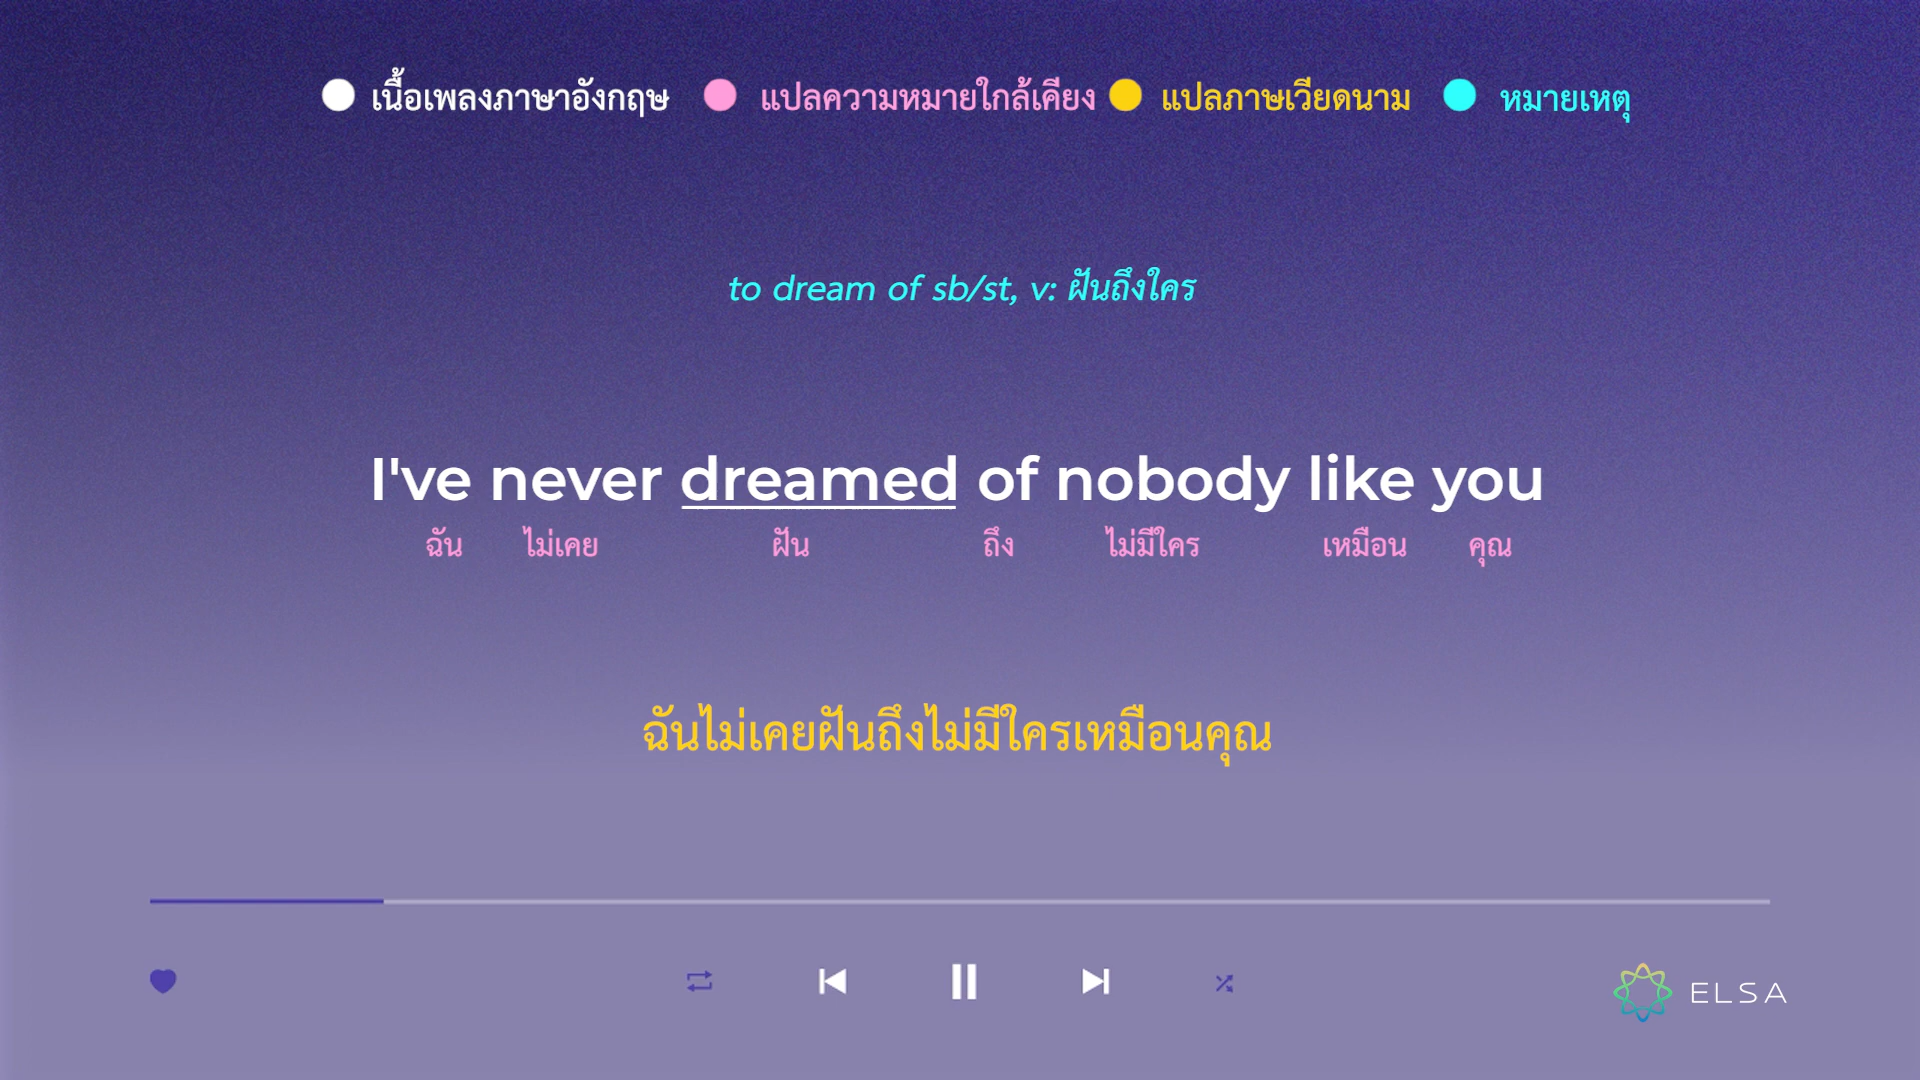 เนื้อเพลงภาษาอังกฤษ แปลความหมายใกล้เคียง แปลภาษเวียดนาม หมายเหตุ
to dream of sb/st, v: ฝันถึงใคร
I've never dreamed of nobody like you
ฉัน ไม่เคย ฝัน ถึง ไม่มีใคร เหมือน คุณ
ฉันไม่เคยฝันถึงไม่มีใครเหมือนคุณ
ELSA